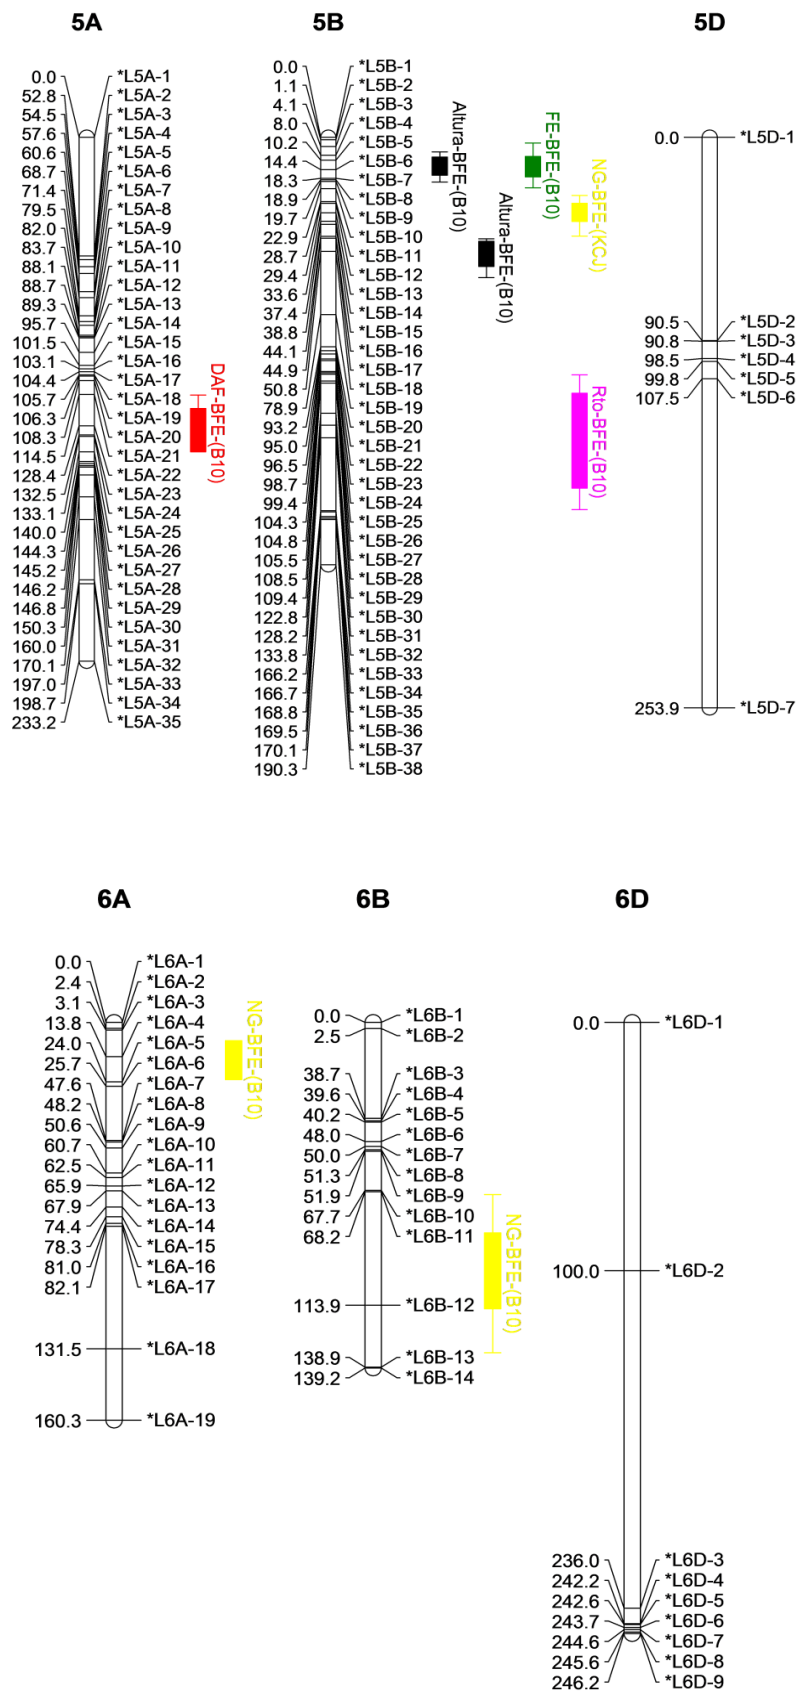 5A
0.0 *L5A-1
52.8 *L5A-2
54.5 *L5A-3
57.6 *L5A-4
60.6 *L5A-5
68.7 *L5A-6
71.4 *L5A-7
79.5 *L5A-8
82.0 *L5A-9
83.7 *L5A-10
88.1 *L5A-11
88.7 *L5A-12
89.3 *L5A-13
95.7 *L5A-14
101.5 *L5A-15
103.1 *L5A-16
104.4 *L5A-17
105.7 *L5A-18
106.3 *L5A-19
108.3 *L5A-20
114.5 *L5A-21
128.4 *L5A-22
132.5 *L5A-23
133.1 *L5A-24
140.0 *L5A-25
144.3 *L5A-26
145.2 *L5A-27
146.2 *L5A-28
146.8 *L5A-29
150.3 *L5A-30
160.0 *L5A-31
170.1 *L5A-32
197.0 *L5A-33
198.7 *L5A-34
233.2 *L5A-35
DAF-BFE-(B10)
5B
0.0 *L5B-1
1.1 *L5B-2
4.1 *L5B-3
8.0 *L5B-4
10.2 *L5B-5
14.4 *L5B-6
18.3 *L5B-7
18.9 *L5B-8
19.7 *L5B-9
22.9 *L5B-10
28.7 *L5B-11
29.4 *L5B-12
33.6 *L5B-13
37.4 *L5B-14
38.8 *L5B-15
44.1 *L5B-16
44.9 *L5B-17
50.8 *L5B-18
78.9 *L5B-19
93.2 *L5B-20
95.0 *L5B-21
96.5 *L5B-22
98.7 *L5B-23
99.4 *L5B-24
104.3 *L5B-25
104.8 *L5B-26
105.5 *L5B-27
108.5 *L5B-28
109.4 *L5B-29
122.8 *L5B-30
128.2 *L5B-31
133.8 *L5B-32
166.2 *L5B-33
166.7 *L5B-34
168.8 *L5B-35
169.5 *L5B-36
170.1 *L5B-37
190.3 *L5B-38
Altura-BFE-(B10)
Altura-BFE-(B10)
FE-BFE-(B10)
NG-BFE-(KCJ)
Rto-BFE-(B10)
5D
0.0 *L5D-1
90.5 *L5D-2
90.8 *L5D-3
98.5 *L5D-4
99.8 *L5D-5
107.5 *L5D-6
253.9 *L5D-7
6A
0.0 *L6A-1
2.4 *L6A-2
3.1 *L6A-3
13.8 *L6A-4
24.0 *L6A-5
25.7 *L6A-6
47.6 *L6A-7
48.2 *L6A-8
50.6 *L6A-9
60.7 *L6A-10
62.5 *L6A-11
65.9 *L6A-12
67.9 *L6A-13
74.4 *L6A-14
78.3 *L6A-15
81.0 *L6A-16
82.1 *L6A-17
131.5 *L6A-18
160.3 *L6A-19
NG-BFE-(B10)
6B
0.0 *L6B-1
2.5 *L6B-2
38.7 *L6B-3
39.6 *L6B-4
40.2 *L6B-5
48.0 *L6B-6
50.0 *L6B-7
51.3 *L6B-8
51.9 *L6B-9
67.7 *L6B-10
68.2 *L6B-11
113.9 *L6B-12
138.9 *L6B-13
139.2 *L6B-14
NG-BFE-(B10)
6D
0.0 *L6D-1
100.0 *L6D-2
236.0 *L6D-3
242.2 *L6D-4
242.6 *L6D-5
243.7 *L6D-6
244.6 *L6D-7
245.6 *L6D-8
246.2 *L6D-9